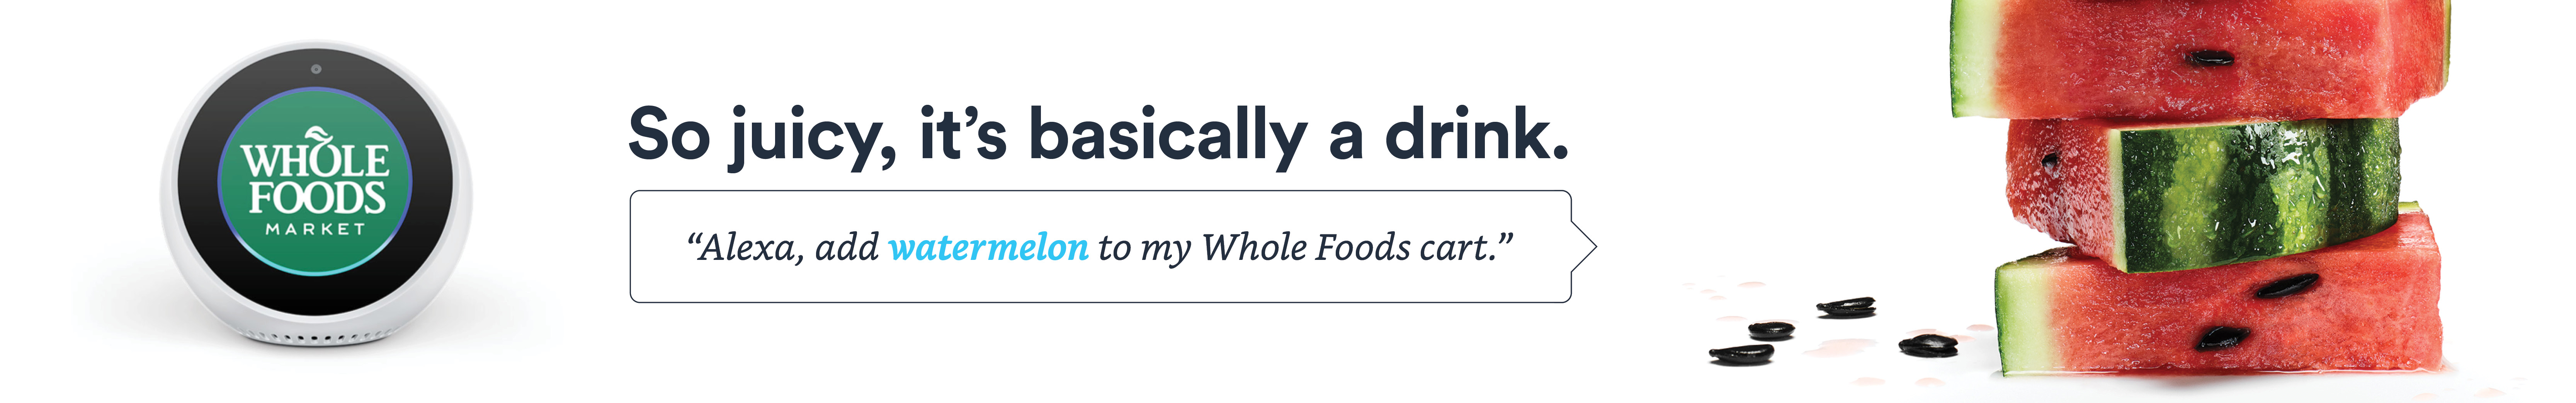 WHOLE
FOODS
MARKET
So juicy, it’s basically a drink.
“Alexa, add watermelon to my Whole Foods cart.”